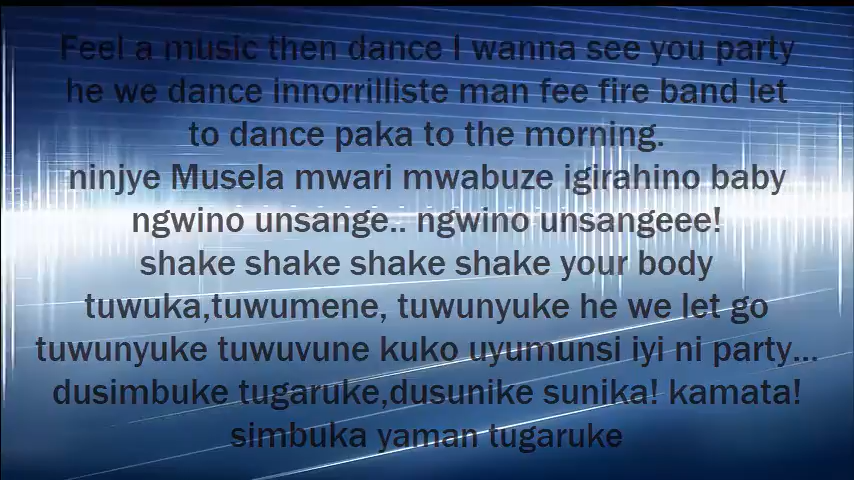 Feel a music then dance I wanna see you party
he we dance innorrilliste man fee fire band let
to dance paka to the morning.
ninjye Musela mwari mwabuze igirahino baby
ngwino unsange.. ngwino unsangeee!
shake shake shake shake your body
tuwuka,tuwumene, tuwunyuke he we let go
tuwunyuke tuwuvune kuko uyumunsi iyi ni party...
dusimbuke tugaruke,dusunike sunika! kamata!
simbuka yaman tugaruke